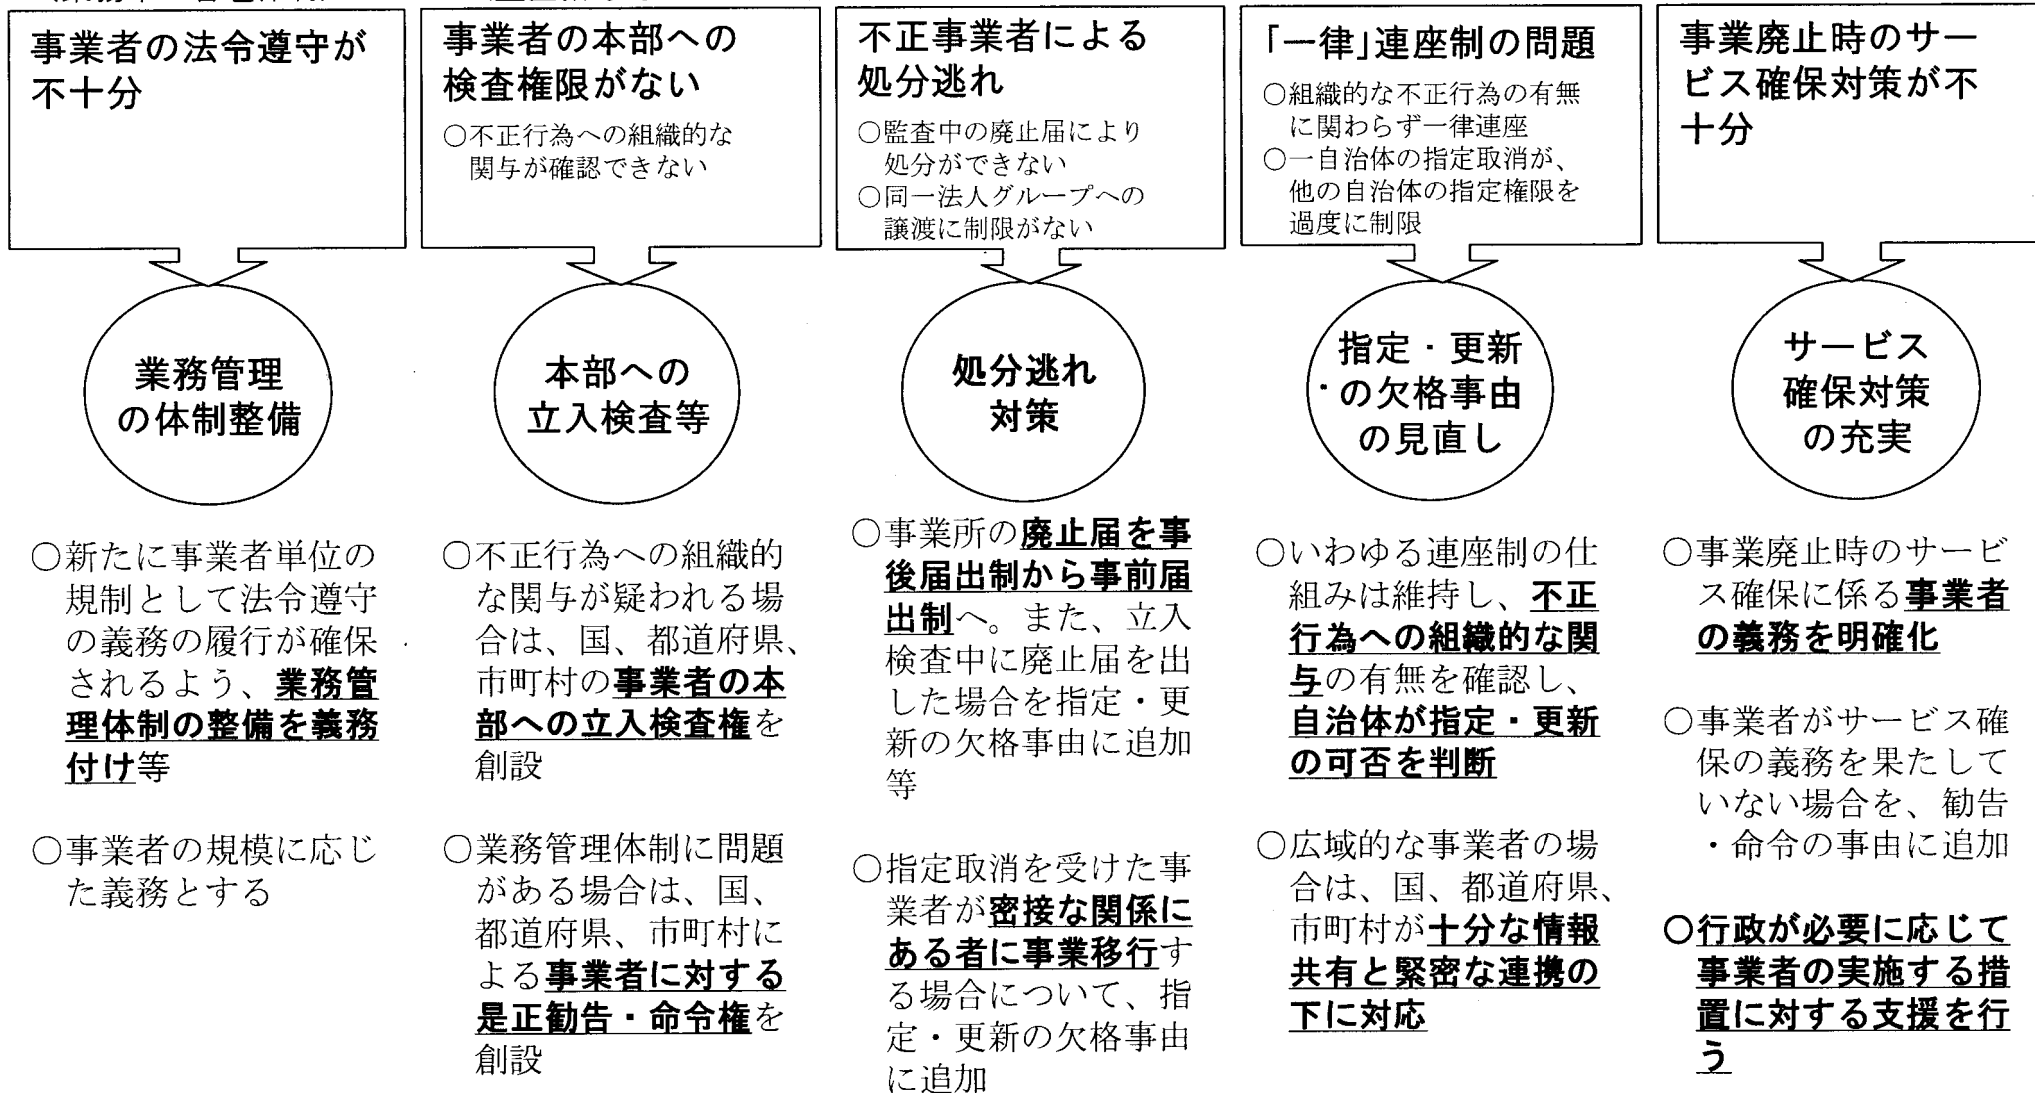 事業者の法令遵守が
不十分
業務管理
の体制整備
○新たに事業者単位の
規制として法令遵守
の義務の履行が確保
されるよう、業務管
理体制の整備を義務
付け等
○事業者の規模に応じ
た義務とする
事業者の本部への
検査権限がない
○不正行為への組織的な
関与が確認できない
本部への
立入検査等
○不正行為への組織的
な関与が疑われる場
合は、国、都道府県、
市町村の事業者の本
部への立入検査権を
創設
○業務管理体制に問題
がある場合は、国、
都道府県、市町村に
よる事業者に対する
是正勧告・命令権を
創設
不正事業者による
処分逃れ
○監査中の廃止届により
処分ができない
○同一法人グループへの
譲渡に制限がない
処分逃れ
対策
○事業所の廃止届を事
後届出制から事前届
出制へ。また、立入
検査中に廃止届を出
した場合を指定・更
新の欠格事由に追加
等
○指定取消を受けた事
業者が密接な関係に
ある者に事業移行す
る場合について、指
定・更新の欠格事由
に追加
「一律」連座制の問題
○組織的な不正行為の有無
に関わらず一律連座
○一自治体の指定取消が、
他の自治体の指定権限を
過度に制限
指定・更新
の欠格事由
の見直し
○いわゆる連座制の仕
組みは維持し、不正
行為への組織的な関
与の有無を確認し、
自治体が指定・更新
の可否を判断
○広域的な事業者の場
合は、国、都道府県、
市町村が十分な情報
共有と緊密な連携の
下に対応
事業廃止時のサー
ビス確保対策が不
十分
サービス
確保対策
の充実
○事業廃止時のサービ
ス確保に係る事業者
の義務を明確化
○事業者がサービス確
保の義務を果たして
いない場合を、勧告
・命令の事由に追加
○行政が必要に応じて
事業者の実施する措
置に対する支援を行
う